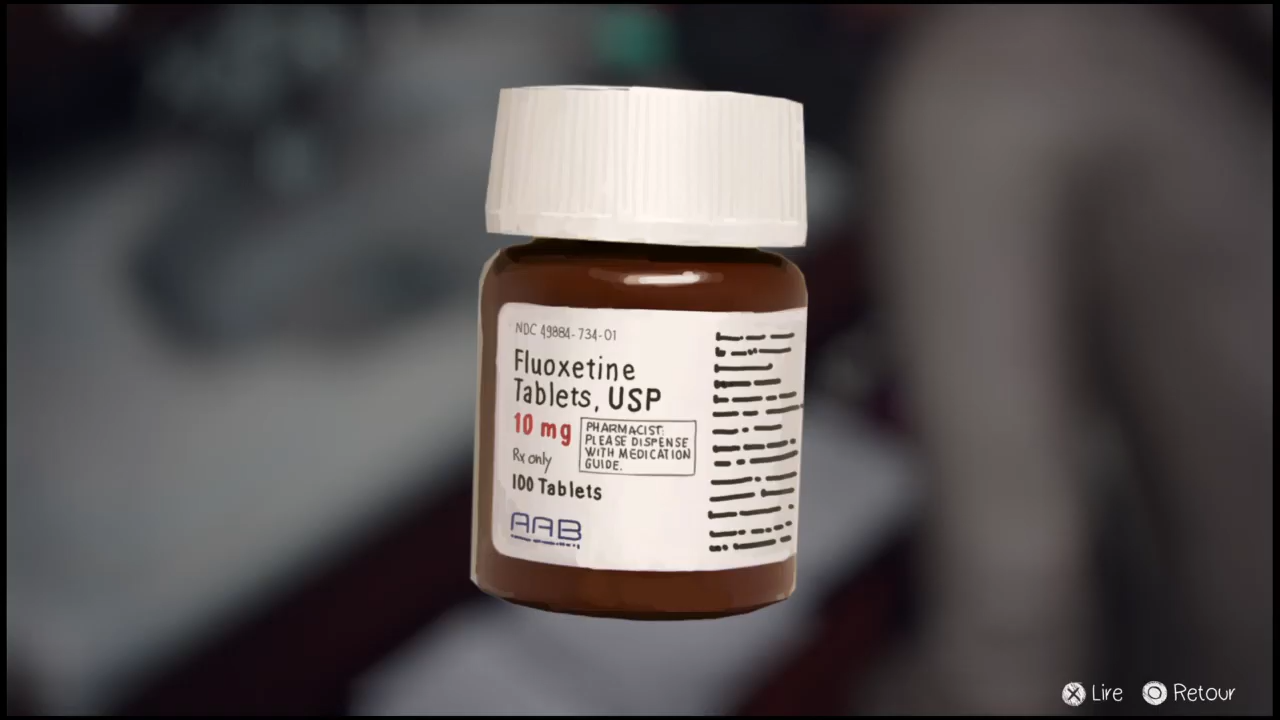 NDC 49884-734-01
Fluoxetine
Tablets, USP
10 mg
PHARMACIST:
PLEASE DISPENSE
WITH MEDICATION
GUIDE.
Rx only
100 Tablets
AAB
Lire
Retour